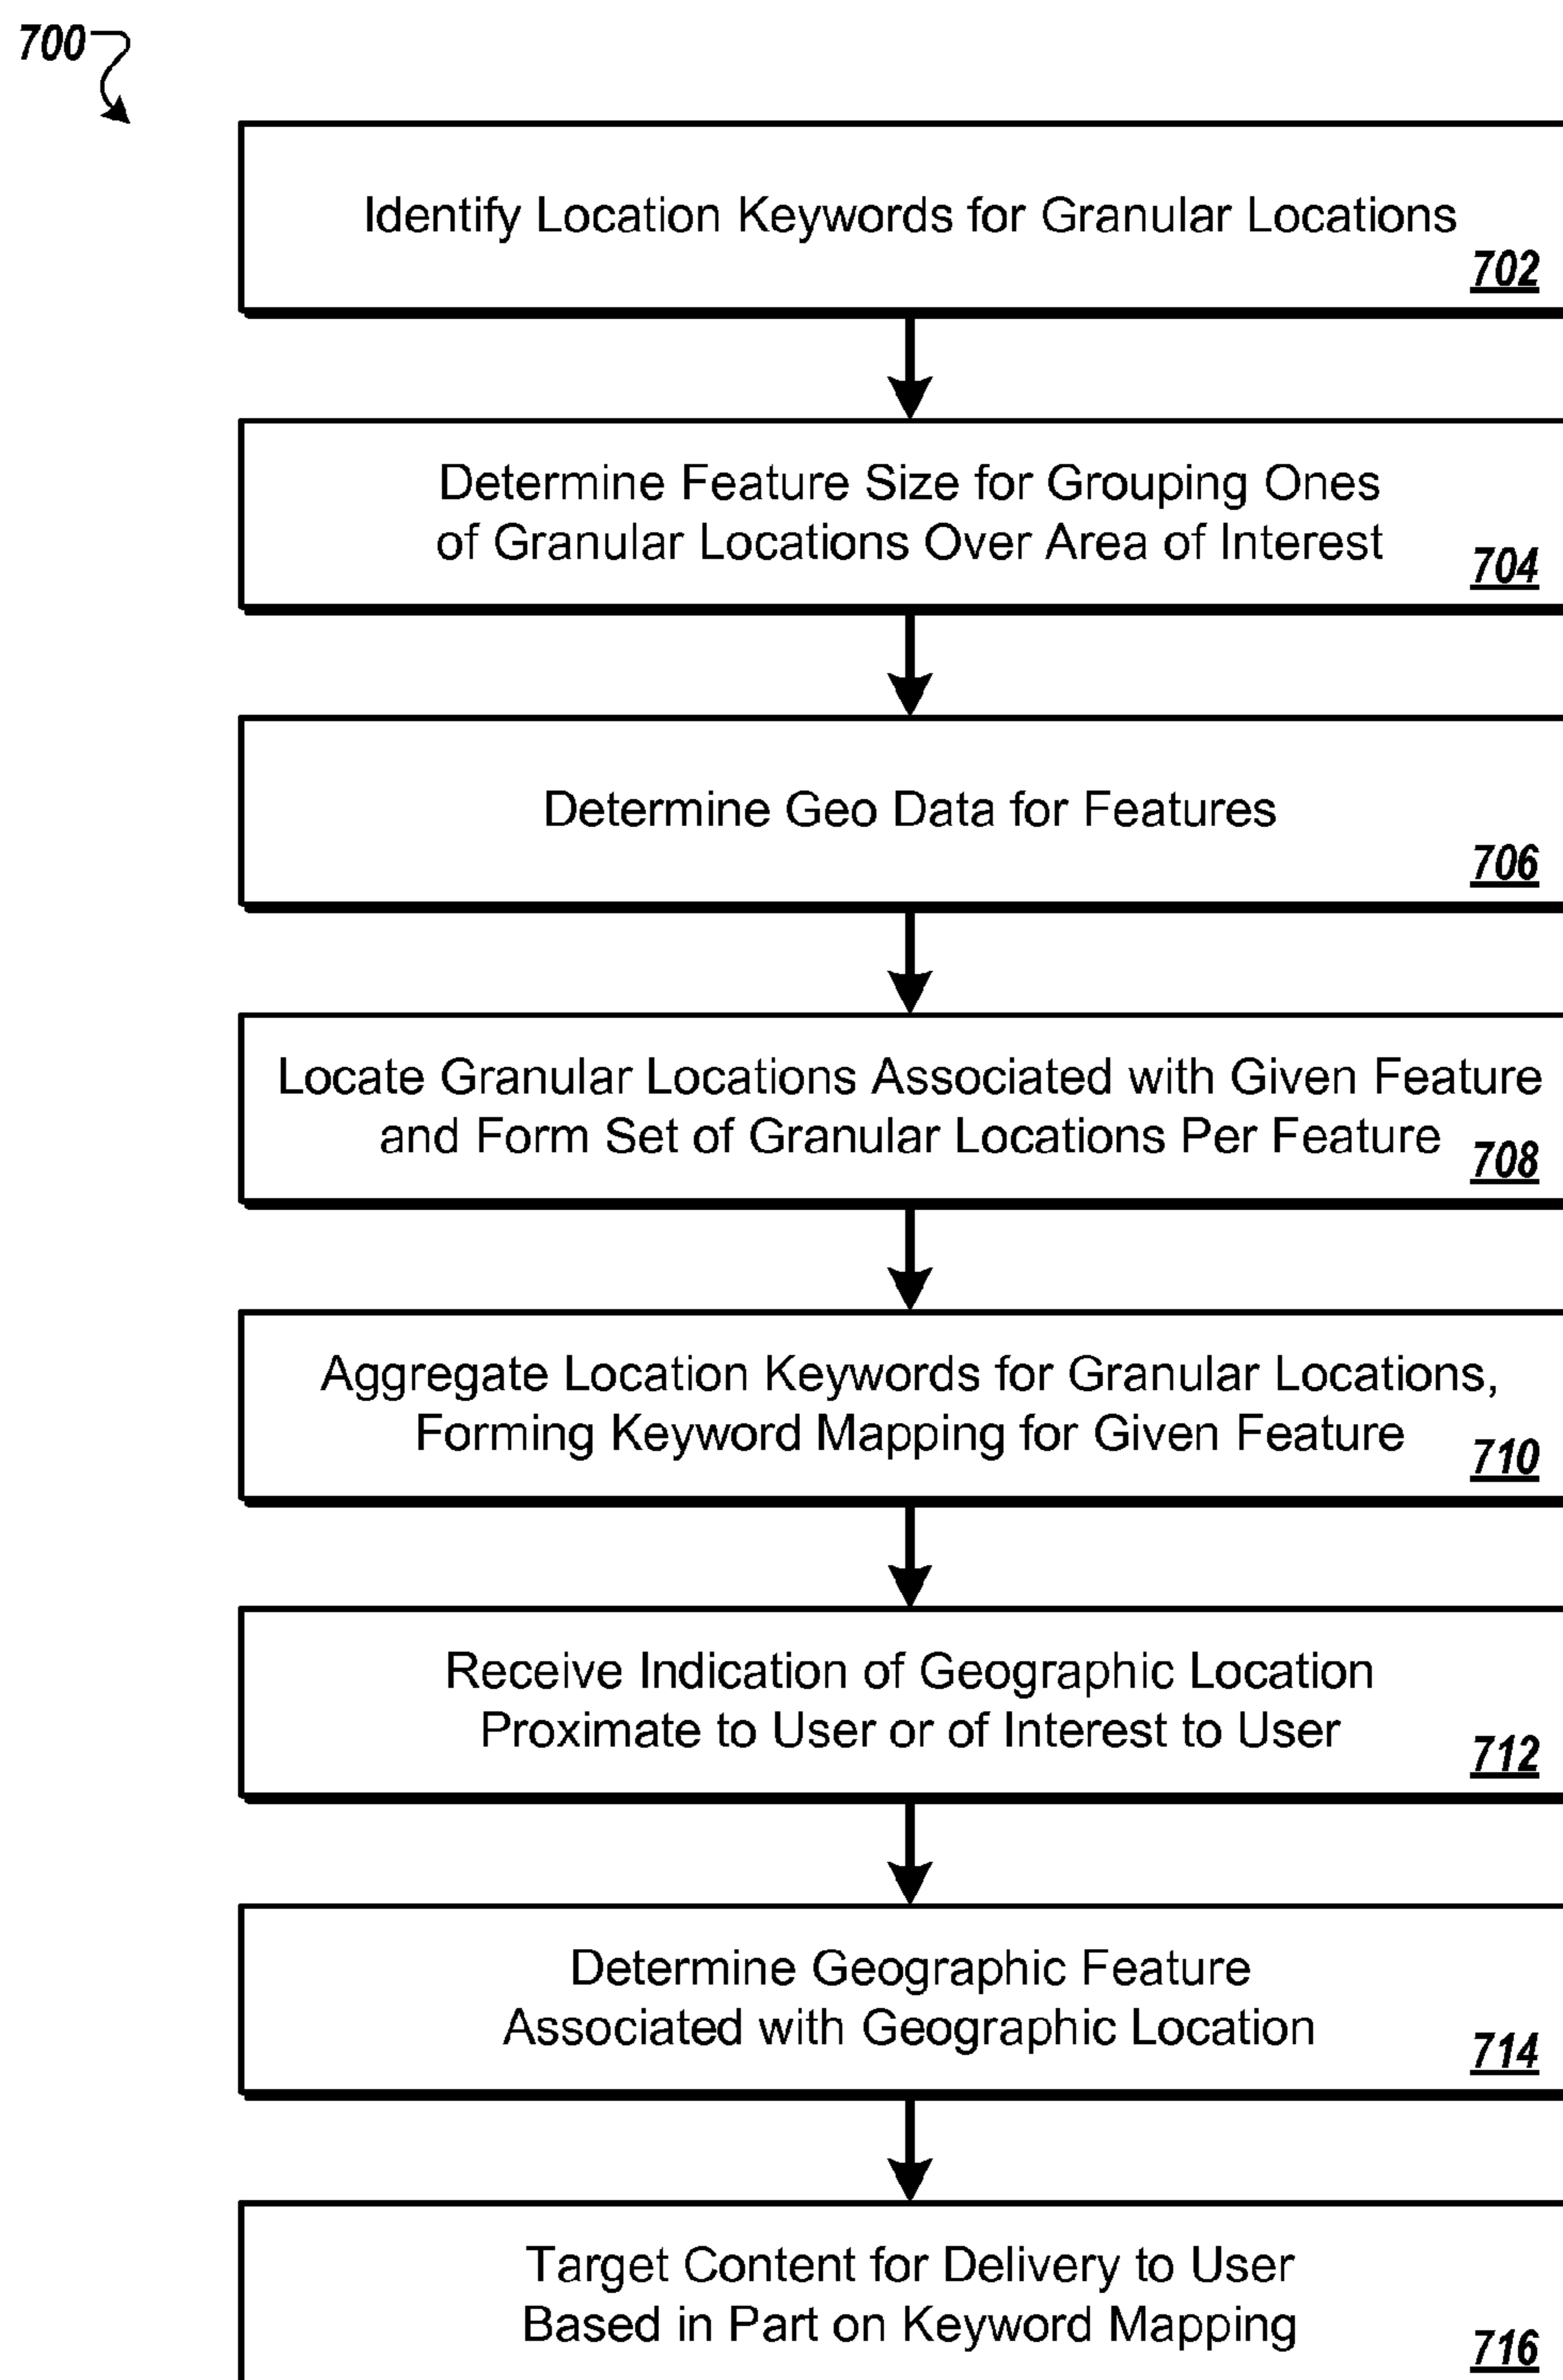 700
Identify Location Keywords for Granular Locations
702
Determine Feature Size for Grouping Ones
of Granular Locations Over Area of Interest
704
Determine Geo Data for Features
706
Locate Granular Locations Associated with Given Feature
and Form Set of Granular Locations Per Feature
708
Aggregate Location Keywords for Granular Locations,
Forming Keyword Mapping for Given Feature
710
Receive Indication of Geographic Location
Proximate to User or of Interest to User
712
Determine Geographic Feature
Associated with Geographic Location
714
Target Content for Delivery to User
Based in Part on Keyword Mapping
716